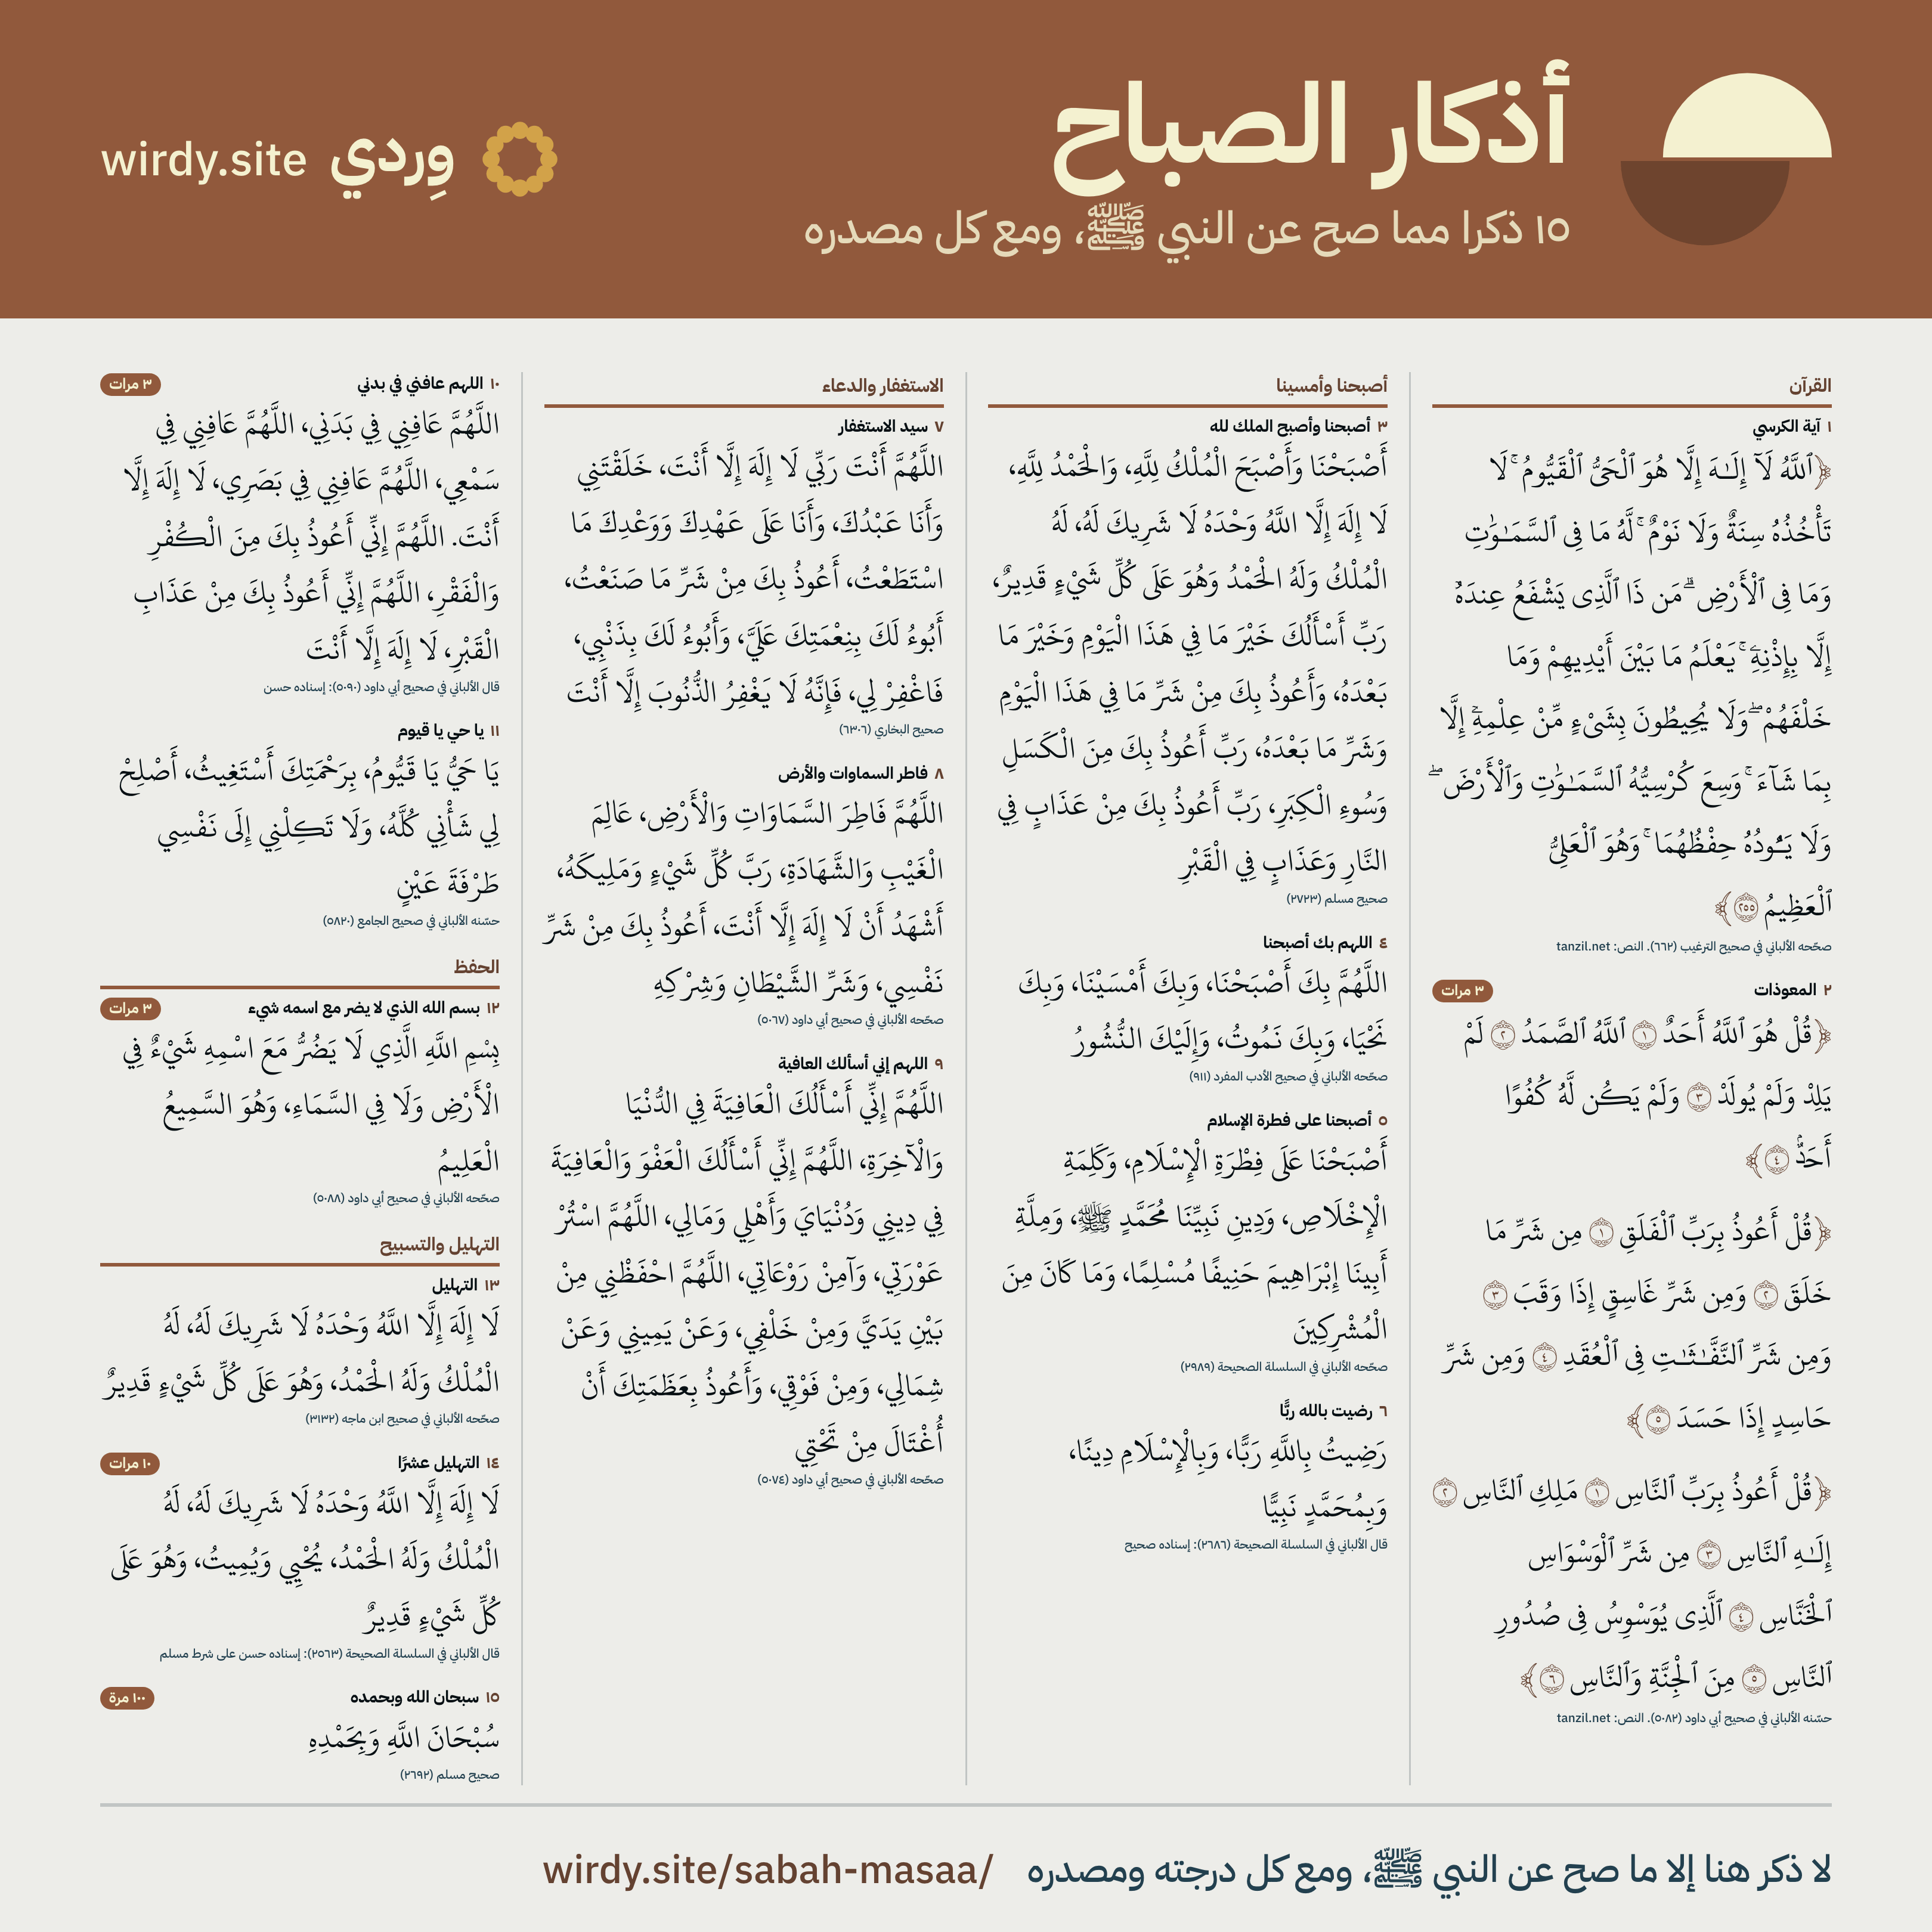 أذكار الصباح
١٥ ذكرا مما صح عن النبي ﷺ، ومع كل مصدره
وِردي wirdy.site
القرآن
١ آية الكرسي
﴿ٱللَّهُ لَآ إِلَـٰهَ إِلَّا هُوَ ٱلْحَىُّ ٱلْقَيُّومُ ۚ لَا
تَأْخُذُهُۥ سِنَةٌ وَلَا نَوْمٌ ۚ لَّهُۥ مَا فِى ٱلسَّمَـٰوَٰتِ
وَمَا فِى ٱلْأَرْضِ ۗ مَن ذَا ٱلَّذِى يَشْفَعُ عِندَهُۥٓ
إِلَّا بِإِذْنِهِۦ ۚ يَعْلَمُ مَا بَيْنَ أَيْدِيهِمْ وَمَا
خَلْفَهُمْ ۖ وَلَا يُحِيطُونَ بِشَىْءٍ مِّنْ عِلْمِهِۦٓ إِلَّا
بِمَا شَآءَ ۚ وَسِعَ كُرْسِيُّهُ ٱلسَّمَـٰوَٰتِ وَٱلْأَرْضَ ۖ
وَلَا يَـُٔودُهُۥ حِفْظُهُمَا ۚ وَهُوَ ٱلْعَلِىُّ
ٱلْعَظِيمُ ۝٢٥٥﴾
صحّحه الألباني في صحيح الترغيب (٦٦٢). النص: tanzil.net
٢ المعوذات ٣ مرات
﴿قُلْ هُوَ ٱللَّهُ أَحَدٌ ۝١ ٱللَّهُ ٱلصَّمَدُ ۝٢ لَمْ
يَلِدْ وَلَمْ يُولَدْ ۝٣ وَلَمْ يَكُن لَّهُۥ كُفُوًا
أَحَدٌۢ ۝٤﴾
﴿قُلْ أَعُوذُ بِرَبِّ ٱلْفَلَقِ ۝١ مِن شَرِّ مَا
خَلَقَ ۝٢ وَمِن شَرِّ غَاسِقٍ إِذَا وَقَبَ ۝٣
وَمِن شَرِّ ٱلنَّفَّـٰثَـٰتِ فِى ٱلْعُقَدِ ۝٤ وَمِن شَرِّ
حَاسِدٍ إِذَا حَسَدَ ۝٥﴾
﴿قُلْ أَعُوذُ بِرَبِّ ٱلنَّاسِ ۝١ مَلِكِ ٱلنَّاسِ ۝٢
إِلَـٰهِ ٱلنَّاسِ ۝٣ مِن شَرِّ ٱلْوَسْوَاسِ
ٱلْخَنَّاسِ ۝٤ ٱلَّذِى يُوَسْوِسُ فِى صُدُورِ
ٱلنَّاسِ ۝٥ مِنَ ٱلْجِنَّةِ وَٱلنَّاسِ ۝٦﴾
حسّنه الألباني في صحيح أبي داود (٥٠٨٢). النص: tanzil.net
أصبحنا وأمسينا
٣ أصبحنا وأصبح الملك لله
أَصْبَحْنَا وَأَصْبَحَ الْمُلْكُ لِلَّهِ، وَالْحَمْدُ لِلَّهِ،
لَا إِلَهَ إِلَّا اللَّهُ وَحْدَهُ لَا شَرِيكَ لَهُ، لَهُ
الْمُلْكُ وَلَهُ الْحَمْدُ وَهُوَ عَلَى كُلِّ شَيْءٍ قَدِيرٌ،
رَبِّ أَسْأَلُكَ خَيْرَ مَا فِي هَذَا الْيَوْمِ وَخَيْرَ مَا
بَعْدَهُ، وَأَعُوذُ بِكَ مِنْ شَرِّ مَا فِي هَذَا الْيَوْمِ
وَشَرِّ مَا بَعْدَهُ، رَبِّ أَعُوذُ بِكَ مِنَ الْكَسَلِ
وَسُوءِ الْكِبَرِ، رَبِّ أَعُوذُ بِكَ مِنْ عَذَابٍ فِي
النَّارِ وَعَذَابٍ فِي الْقَبْرِ
صحيح مسلم (٢٧٢٣)
٤ اللهم بك أصبحنا
اللَّهُمَّ بِكَ أَصْبَحْنَا، وَبِكَ أَمْسَيْنَا، وَبِكَ
نَحْيَا، وَبِكَ نَمُوتُ، وَإِلَيْكَ النُّشُورُ
صحّحه الألباني في صحيح الأدب المفرد (٩١١)
٥ أصبحنا على فطرة الإسلام
أَصْبَحْنَا عَلَى فِطْرَةِ الْإِسْلَامِ، وَكَلِمَةِ
الْإِخْلَاصِ، وَدِينِ نَبِيِّنَا مُحَمَّدٍ ﷺ، وَمِلَّةِ
أَبِينَا إِبْرَاهِيمَ حَنِيفًا مُسْلِمًا، وَمَا كَانَ مِنَ
الْمُشْرِكِينَ
صحّحه الألباني في السلسلة الصحيحة (٢٩٨٩)
٦ رضيت بالله ربًّا
رَضِيتُ بِاللَّهِ رَبًّا، وَبِالْإِسْلَامِ دِينًا،
وَبِمُحَمَّدٍ نَبِيًّا
قال الألباني في السلسلة الصحيحة (٢٦٨٦): إسناده صحيح
الاستغفار والدعاء
٧ سيد الاستغفار
اللَّهُمَّ أَنْتَ رَبِّي لَا إِلَهَ إِلَّا أَنْتَ، خَلَقْتَنِي
وَأَنَا عَبْدُكَ، وَأَنَا عَلَى عَهْدِكَ وَوَعْدِكَ مَا
اسْتَطَعْتُ، أَعُوذُ بِكَ مِنْ شَرِّ مَا صَنَعْتُ،
أَبُوءُ لَكَ بِنِعْمَتِكَ عَلَيَّ، وَأَبُوءُ لَكَ بِذَنْبِي،
فَاغْفِرْ لِي، فَإِنَّهُ لَا يَغْفِرُ الذُّنُوبَ إِلَّا أَنْتَ
صحيح البخاري (٦٣٠٦)
٨ فاطر السماوات والأرض
اللَّهُمَّ فَاطِرَ السَّمَاوَاتِ وَالْأَرْضِ، عَالِمَ
الْغَيْبِ وَالشَّهَادَةِ، رَبَّ كُلِّ شَيْءٍ وَمَلِيكَهُ،
أَشْهَدُ أَنْ لَا إِلَهَ إِلَّا أَنْتَ، أَعُوذُ بِكَ مِنْ شَرِّ
نَفْسِي، وَشَرِّ الشَّيْطَانِ وَشِرْكِهِ
صحّحه الألباني في صحيح أبي داود (٥٠٦٧)
٩ اللهم إني أسألك العافية
اللَّهُمَّ إِنِّي أَسْأَلُكَ الْعَافِيَةَ فِي الدُّنْيَا
وَالْآخِرَةِ، اللَّهُمَّ إِنِّي أَسْأَلُكَ الْعَفْوَ وَالْعَافِيَةَ
فِي دِينِي وَدُنْيَايَ وَأَهْلِي وَمَالِي، اللَّهُمَّ اسْتُرْ
عَوْرَتِي، وَآمِنْ رَوْعَاتِي، اللَّهُمَّ احْفَظْنِي مِنْ
بَيْنِ يَدَيَّ وَمِنْ خَلْفِي، وَعَنْ يَمِينِي وَعَنْ
شِمَالِي، وَمِنْ فَوْقِي، وَأَعُوذُ بِعَظَمَتِكَ أَنْ
أُغْتَالَ مِنْ تَحْتِي
صحّحه الألباني في صحيح أبي داود (٥٠٧٤)
١٠ اللهم عافني في بدني ٣ مرات
اللَّهُمَّ عَافِنِي فِي بَدَنِي، اللَّهُمَّ عَافِنِي فِي
سَمْعِي، اللَّهُمَّ عَافِنِي فِي بَصَرِي، لَا إِلَهَ إِلَّا
أَنْتَ. اللَّهُمَّ إِنِّي أَعُوذُ بِكَ مِنَ الْكُفْرِ
وَالْفَقْرِ، اللَّهُمَّ إِنِّي أَعُوذُ بِكَ مِنْ عَذَابِ
الْقَبْرِ، لَا إِلَهَ إِلَّا أَنْتَ
قال الألباني في صحيح أبي داود (٥٠٩٠): إسناده حسن
١١ يا حي يا قيوم
يَا حَيُّ يَا قَيُّومُ، بِرَحْمَتِكَ أَسْتَغِيثُ، أَصْلِحْ
لِي شَأْنِي كُلَّهُ، وَلَا تَكِلْنِي إِلَى نَفْسِي
طَرْفَةَ عَيْنٍ
حسّنه الألباني في صحيح الجامع (٥٨٢٠)
الحفظ
١٢ بسم الله الذي لا يضر مع اسمه شيء ٣ مرات
بِسْمِ اللَّهِ الَّذِي لَا يَضُرُّ مَعَ اسْمِهِ شَيْءٌ فِي
الْأَرْضِ وَلَا فِي السَّمَاءِ، وَهُوَ السَّمِيعُ
الْعَلِيمُ
صحّحه الألباني في صحيح أبي داود (٥٠٨٨)
التهليل والتسبيح
١٣ التهليل
لَا إِلَهَ إِلَّا اللَّهُ وَحْدَهُ لَا شَرِيكَ لَهُ، لَهُ
الْمُلْكُ وَلَهُ الْحَمْدُ، وَهُوَ عَلَى كُلِّ شَيْءٍ قَدِيرٌ
صحّحه الألباني في صحيح ابن ماجه (٣١٣٢)
١٤ التهليل عشرًا ١٠ مرات
لَا إِلَهَ إِلَّا اللَّهُ وَحْدَهُ لَا شَرِيكَ لَهُ، لَهُ
الْمُلْكُ وَلَهُ الْحَمْدُ، يُحْيِي وَيُمِيتُ، وَهُوَ عَلَى
كُلِّ شَيْءٍ قَدِيرٌ
قال الألباني في السلسلة الصحيحة (٢٥٦٣): إسناده حسن على شرط مسلم
١٥ سبحان الله وبحمده ١٠٠ مرة
سُبْحَانَ اللَّهِ وَبِحَمْدِهِ
صحيح مسلم (٢٦٩٢)
لا ذكر هنا إلا ما صح عن النبي ﷺ، ومع كل درجته ومصدره wirdy.site/sabah-masaa/